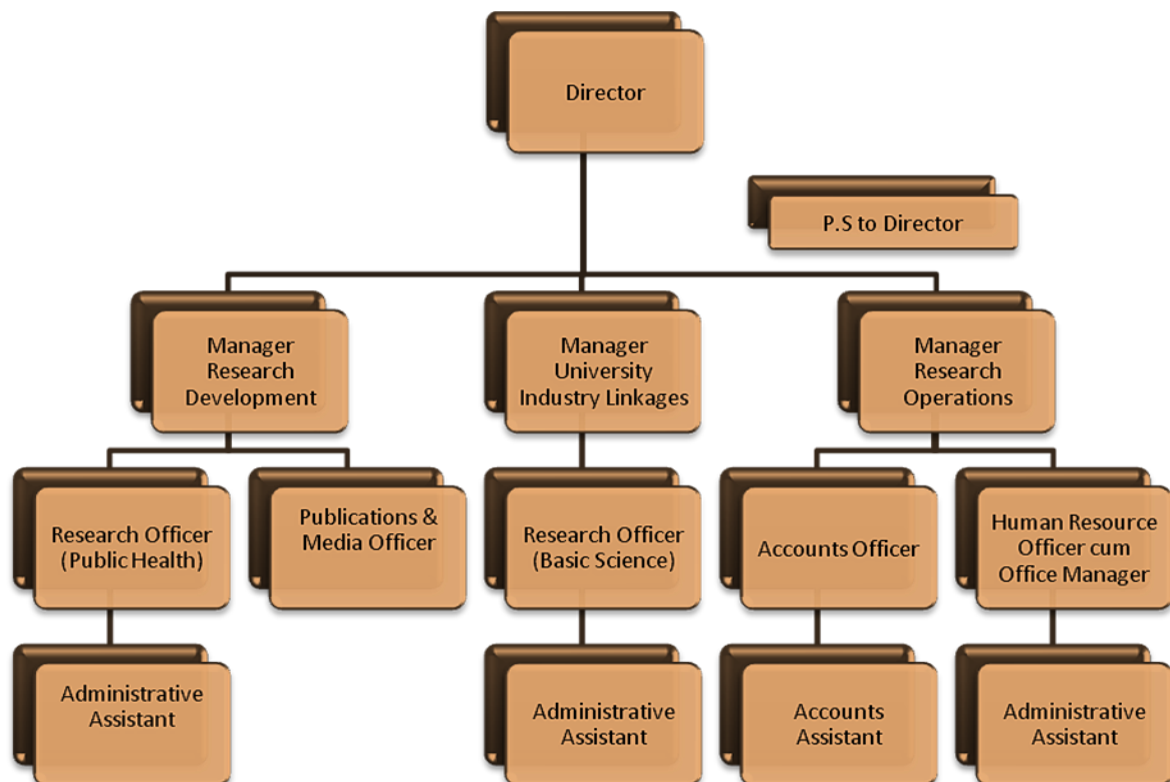 Director
P.S to Director
Manager
Research
Development
Manager
University
Industry Linkages
Manager
Research
Operations
Research Officer
(Public Health)
Publications &
Media Officer
Research Officer
(Basic Science)
Accounts Officer
Human Resource
Officer cum
Office Manager
Administrative
Assistant
Administrative
Assistant
Accounts
Assistant
Administrative
Assistant